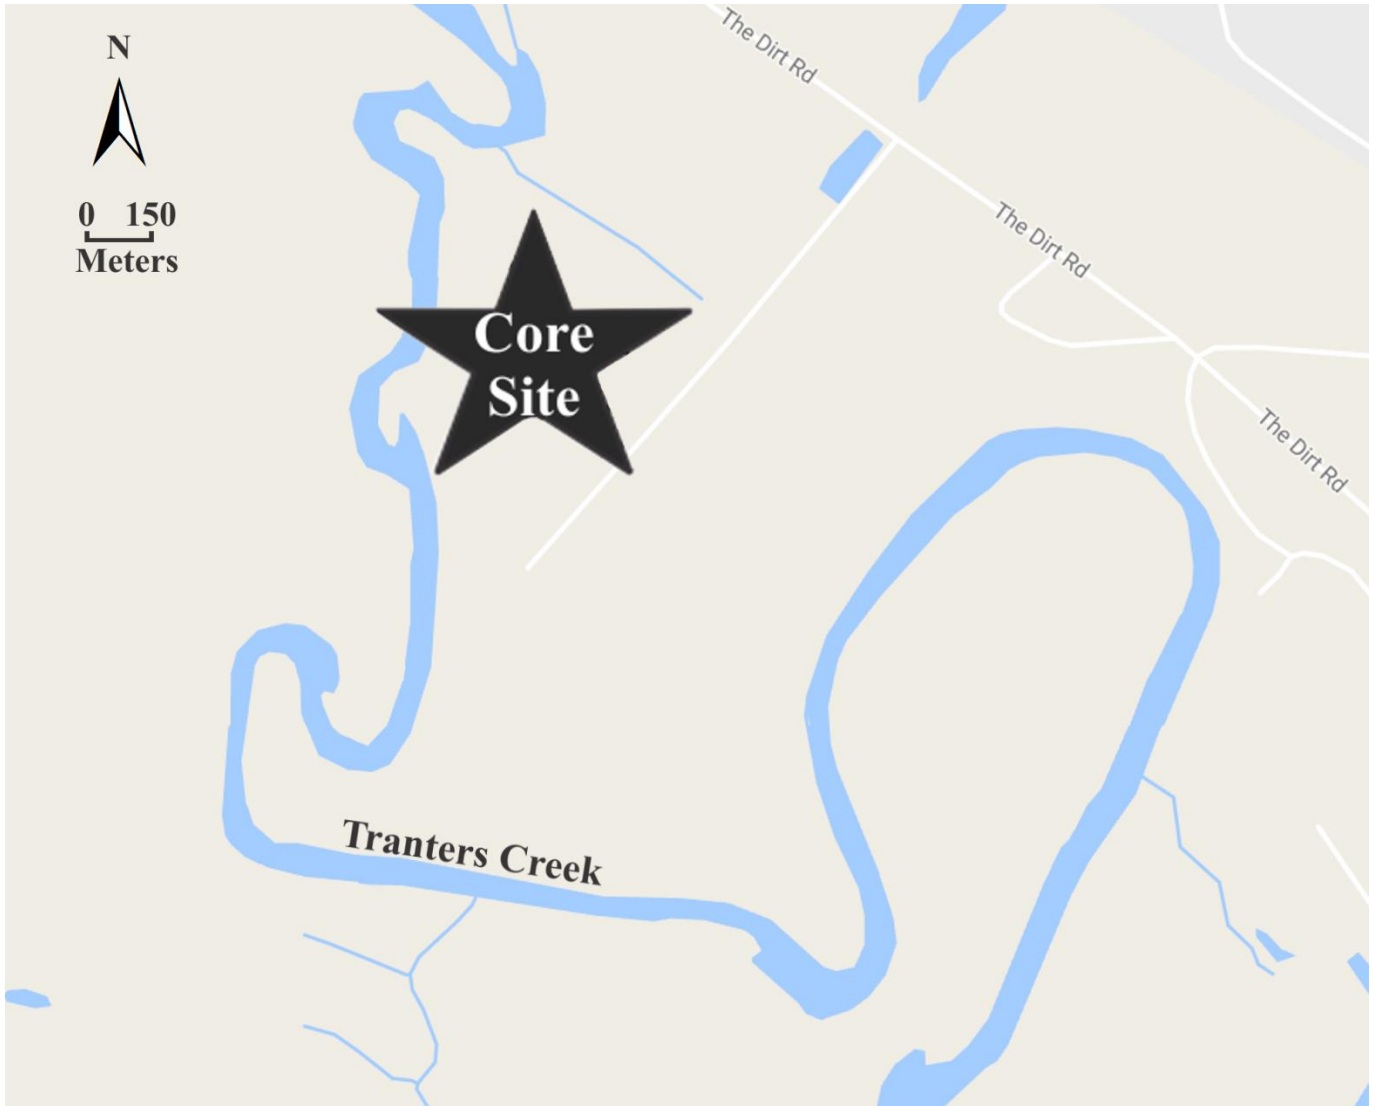 N
The Dirt Rd
0 150
Meters
The Dirt Rd
Core
Site
The Dirt Rd
Tranters Creek